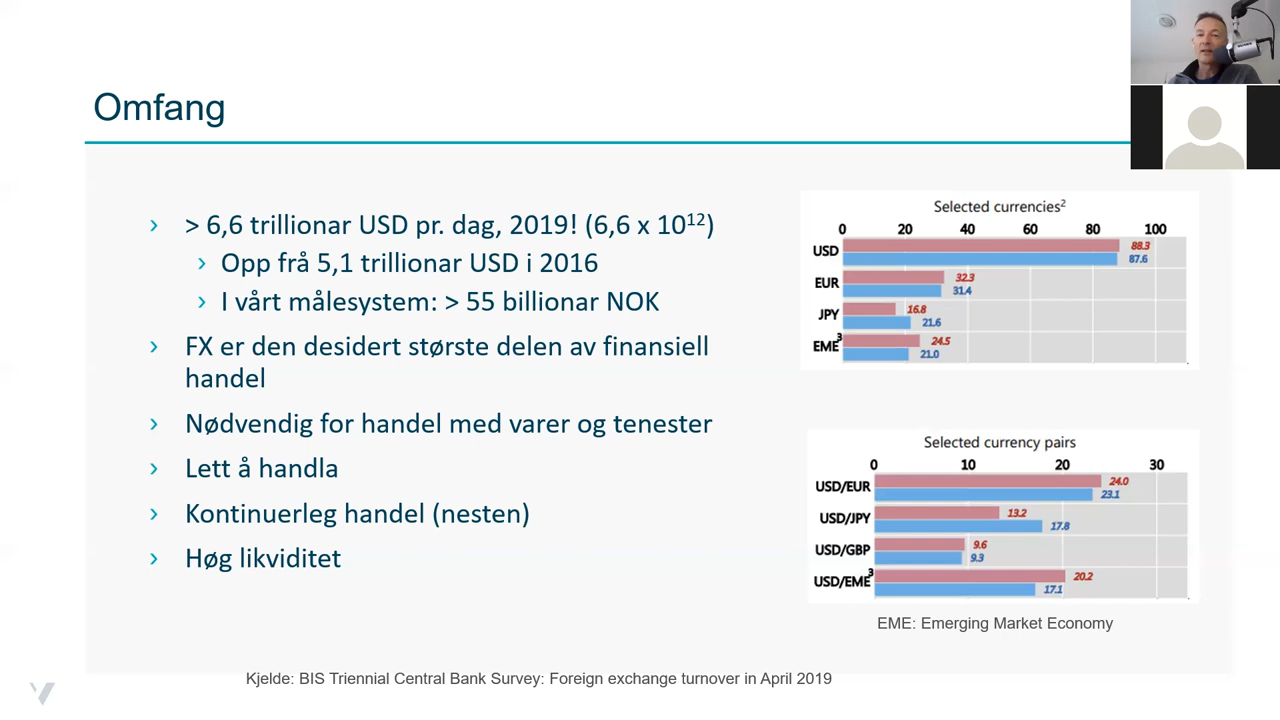 Omfang
> 6,6 trillionar USD pr. dag, 2019! (6,6 x 10¹²)
Opp frå 5,1 trillionar USD i 2016
I vårt målesystem: > 55 billionar NOK
FX er den desidert største delen av finansiell
handel
Nødvendig for handel med varer og tenester
Lett å handla
Kontinuerleg handel (nesten)
Høg likviditet
Selected currencies²
0 20 40 60 80 100
USD 88.3
87.6
EUR 32.3
31.4
JPY 16.8
21.6
EME³ 24.5
21.0
Selected currency pairs
0 10 20 30
USD/EUR 24.0
23.1
USD/JPY 13.2
17.8
USD/GBP 9.6
9.3
USD/EME³ 20.2
17.1
EME: Emerging Market Economy
Kjelde: BIS Triennial Central Bank Survey: Foreign exchange turnover in April 2019